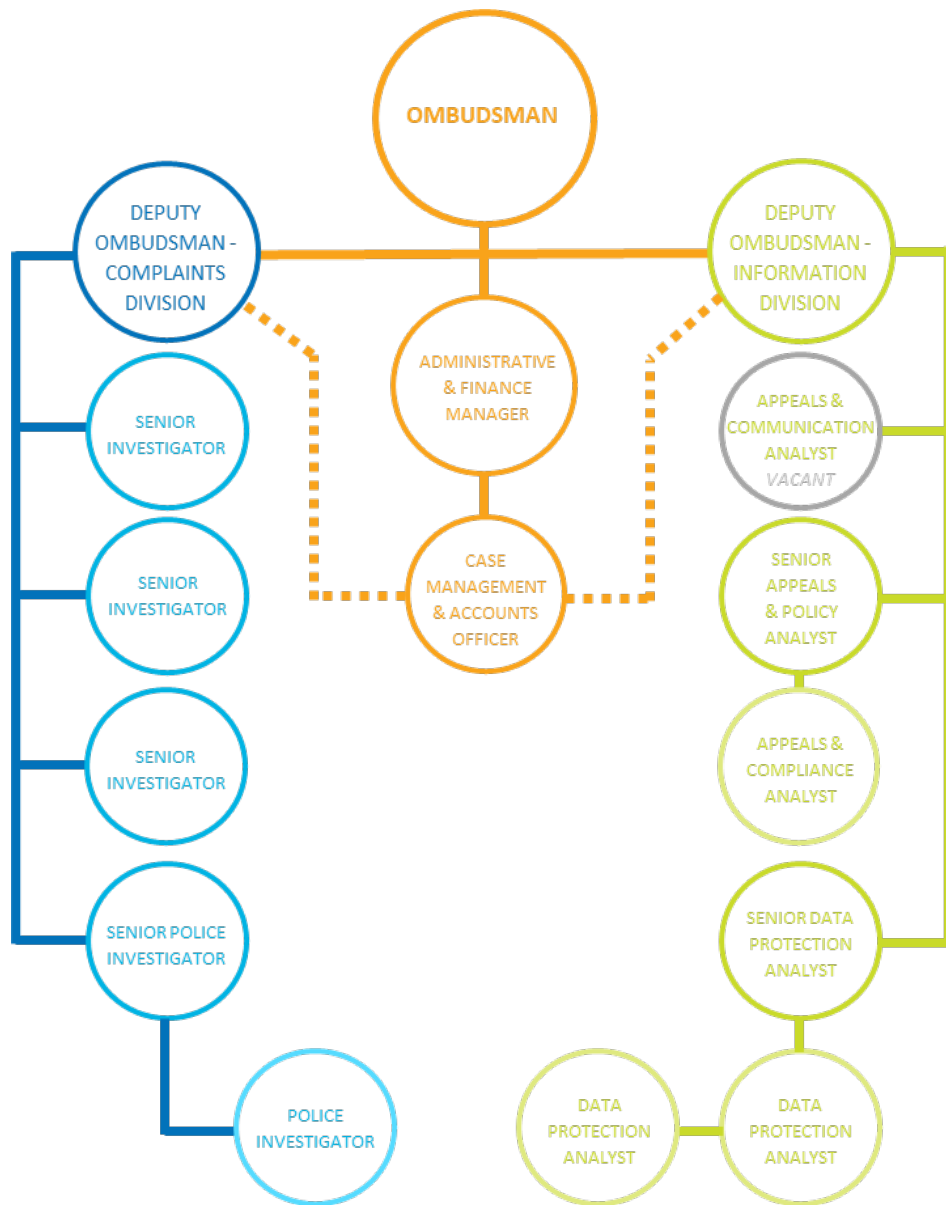 OMBUDSMAN
DEPUTY
OMBUDSMAN -
COMPLAINTS
DIVISION
DEPUTY
OMBUDSMAN -
INFORMATION
DIVISION
ADMINISTRATIVE
& FINANCE
MANAGER
SENIOR
INVESTIGATOR
APPEALS &
COMMUNICATION
ANALYST
VACANT
SENIOR
INVESTIGATOR
CASE
MANAGEMENT
& ACCOUNTS
OFFICER
SENIOR
APPEALS
& POLICY
ANALYST
SENIOR
INVESTIGATOR
APPEALS &
COMPLIANCE
ANALYST
SENIOR POLICE
INVESTIGATOR
SENIOR DATA
PROTECTION
ANALYST
POLICE
INVESTIGATOR
DATA
PROTECTION
ANALYST
DATA
PROTECTION
ANALYST